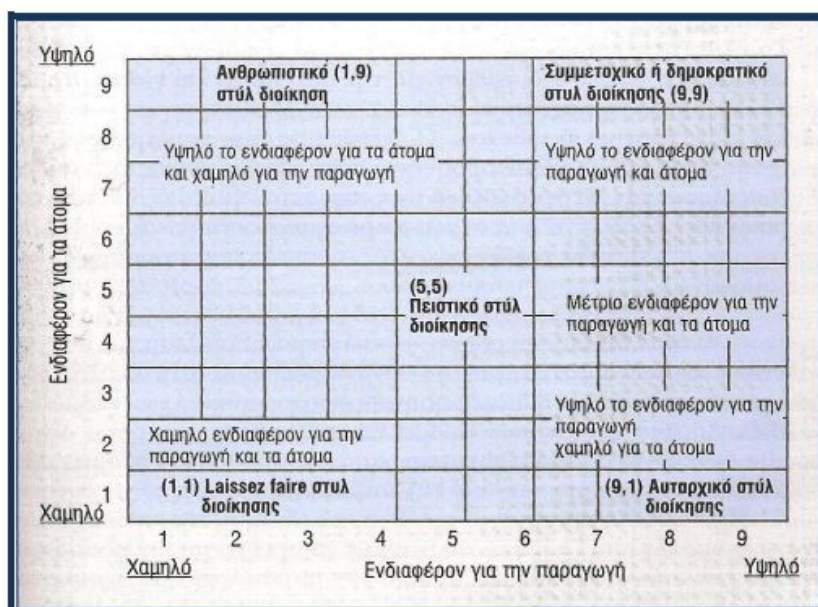 Υψηλό
9
8
7
6
5
4
3
2
1
Χαμηλό
Ενδιαφέρον για τα άτομα
Ανθρωπιστικό (1,9)
στύλ διοίκηση
Συμμετοχικό ή δημοκρατικό
στυλ διοίκησης (9,9)
Υψηλό το ενδιαφέρον για τα άτομα
και χαμηλό για την παραγωγή
Υψηλό το ενδιαφέρον για την
παραγωγή και άτομα
(5,5)
Πειστικό στύλ
διοίκησης
Μέτριο ενδιαφέρον για την
παραγωγή και τα άτομα
Χαμηλό ενδιαφέρον για την
παραγωγή και τα άτομα
Υψηλό το ενδιαφέρον για την
παραγωγή
χαμηλό για τα άτομα
(1,1) Laissez faire στυλ
διοίκησης
(9,1) Αυταρχικό στύλ
διοίκησης
1 2 3 4 5 6 7 8 9
Χαμηλό Ενδιαφέρον για την παραγωγή Υψηλό